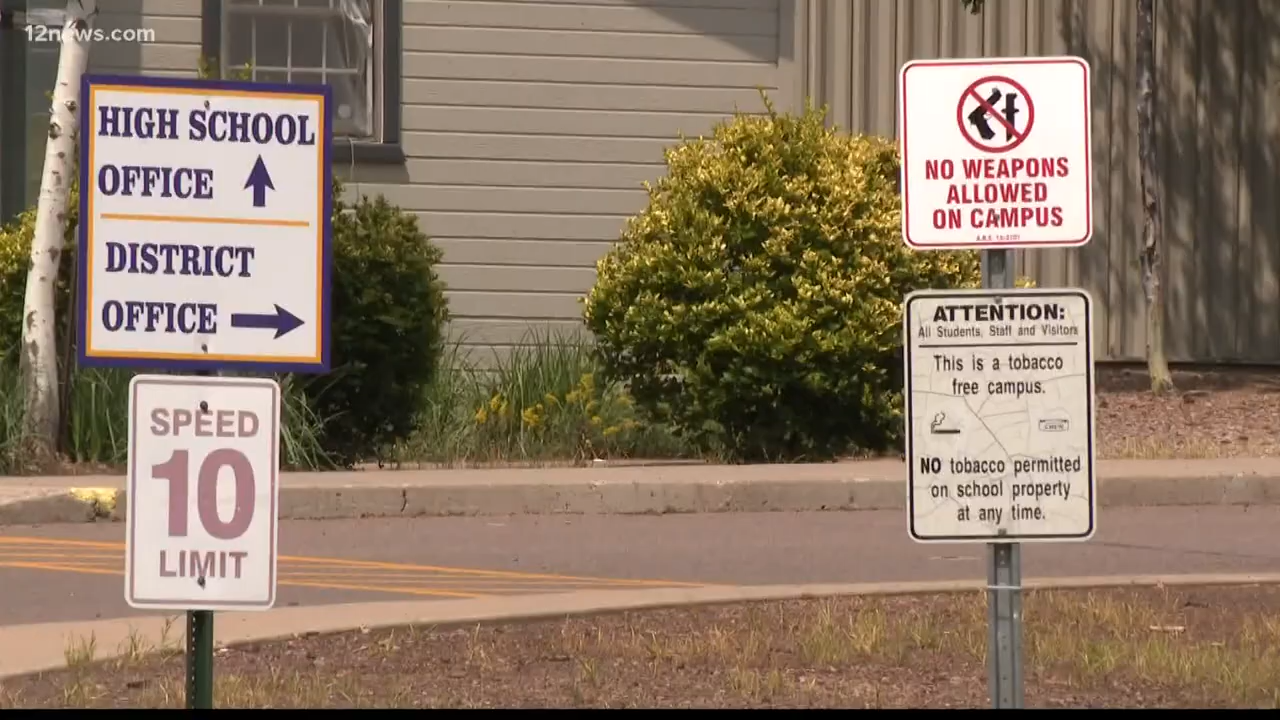 12news.com
HIGH SCHOOL
OFFICE
DISTRICT
OFFICE
SPEED
10
LIMIT
NO WEAPONS
ALLOWED
ON CAMPUS
ATTENTION:
All Students, Staff and Visitors
This is a tobacco
free campus.
NO tobacco permitted
on school property
at any time.